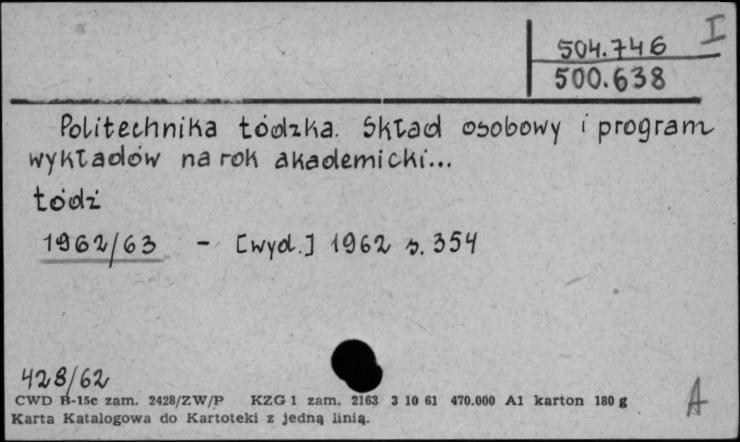 I
504.746
500.638
Politechnika Łódzka. Skład osobowy i program
wykładów na rok akademicki...
Łódź
1962/63 - [wyd.] 1962 s. 354
428/62
CWD B-15c zam. 2428/ZW/P KZG 1 zam. 2163 3 10 61 470.000 A1 karton 180 g
Karta Katalogowa do Kartoteki z jedną linią.
A